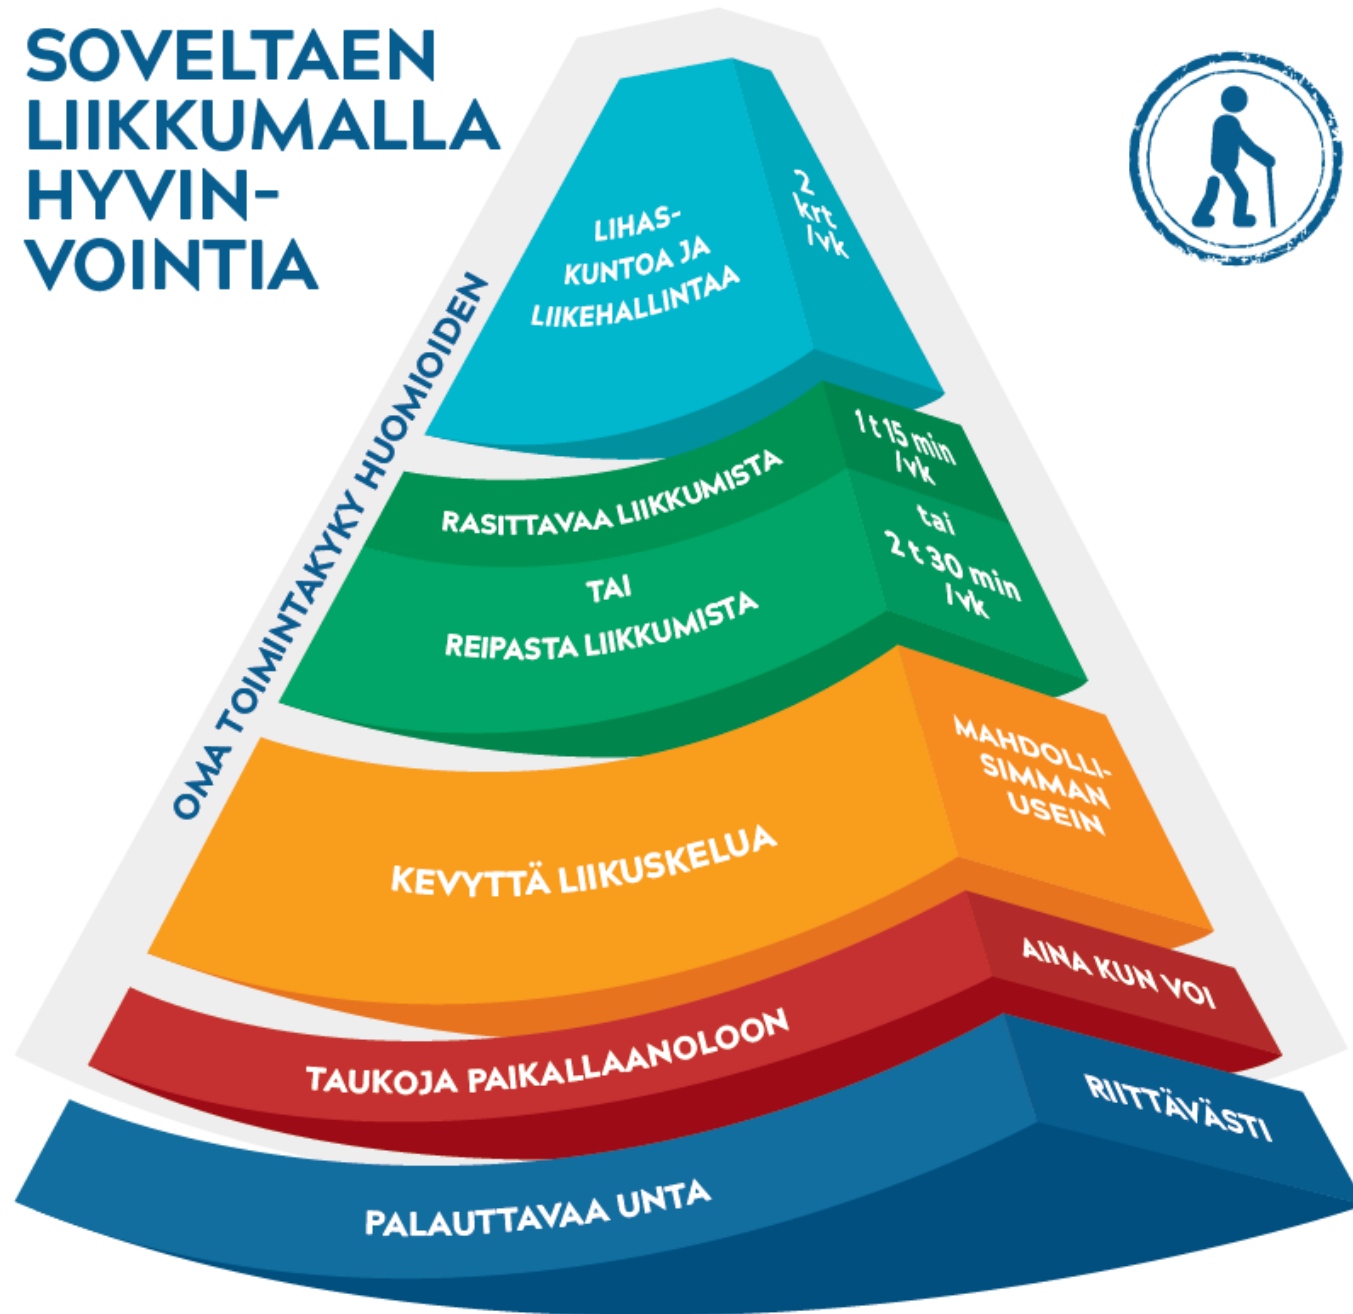 SOVELTAEN
LIIKKUMALLA
HYVIN-
VOINTIA
OMA TOIMINTAKYKY HUOMIOIDEN
LIHAS-
KUNTOA JA
LIIKEHALLINTAA
2
krt
/vk
RASITTAVAA LIIKKUMISTA
1 t 15 min
/vk
TAI
REIPASTA LIIKKUMISTA
tai
2 t 30 min
/vk
KEVYTTÄ LIIKUSKELUA
MAHDOLLI-
SIMMAN
USEIN
TAUKOJA PAIKALLAANOLOON
AINA KUN VOI
PALAUTTAVAA UNTA
RIITTÄVÄSTI